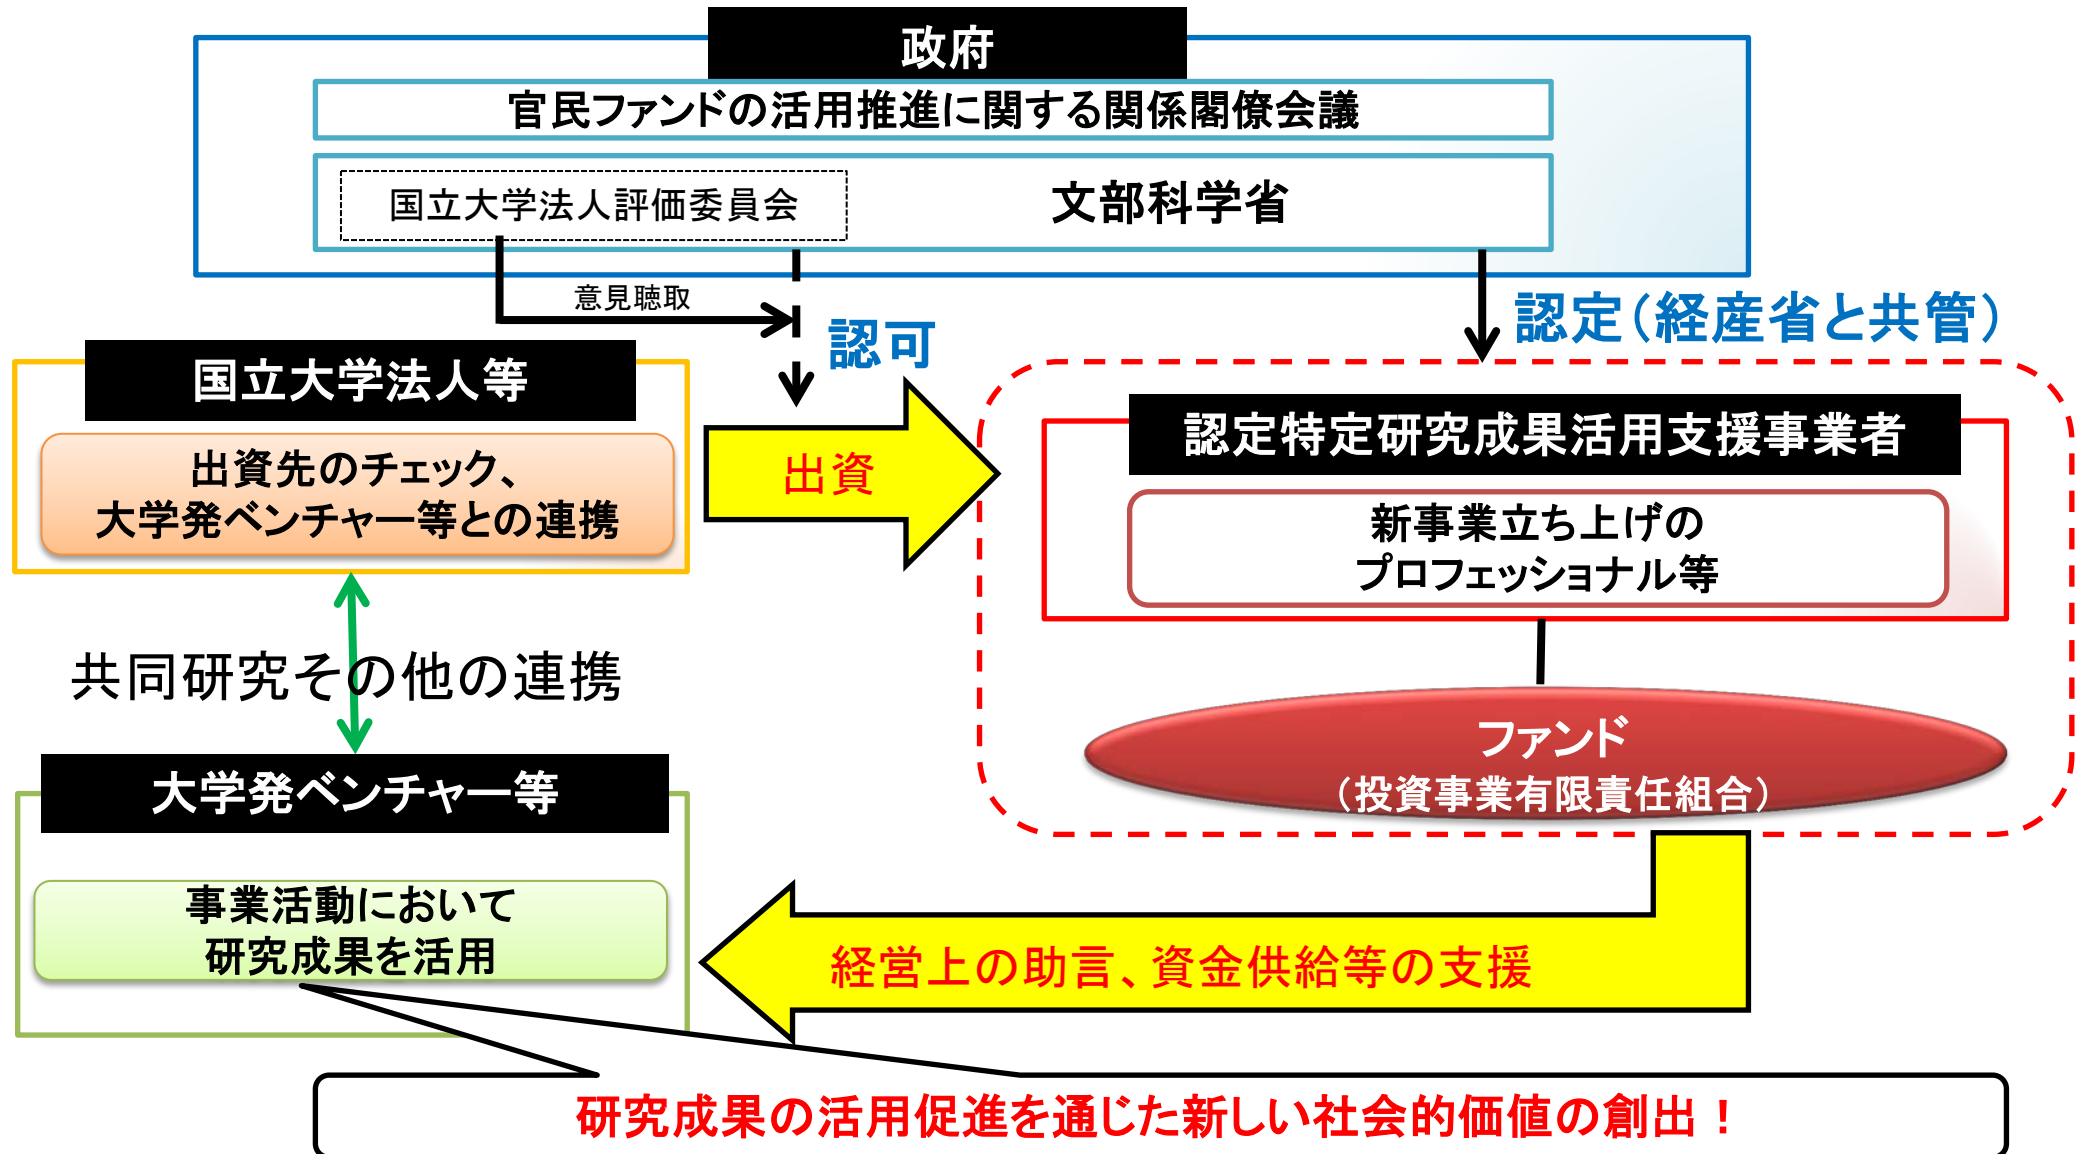 政府
官民ファンドの活用推進に関する関係閣僚会議
国立大学法人評価委員会
文部科学省
意見聴取
認可
認定（経産省と共管）
国立大学法人等
出資先のチェック、
大学発ベンチャー等との連携
出資
認定特定研究成果活用支援事業者
新事業立ち上げの
プロフェッショナル等
共同研究その他の連携
ファンド
（投資事業有限責任組合）
大学発ベンチャー等
事業活動において
研究成果を活用
経営上の助言、資金供給等の支援
研究成果の活用促進を通じた新しい社会的価値の創出！